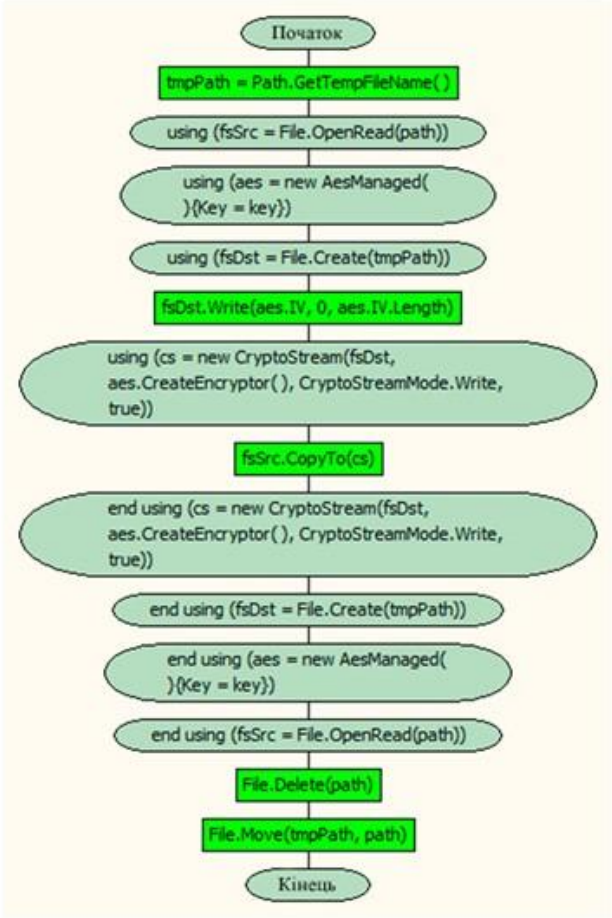 Початок
tmpPath = Path.GetTempFileName( )
using (fsSrc = File.OpenRead(path))
using (aes = new AesManaged(
){Key = key})
using (fsDst = File.Create(tmpPath))
fsDst.Write(aes.IV, 0, aes.IV.Length)
using (cs = new CryptoStream(fsDst,
aes.CreateEncryptor( ), CryptoStreamMode.Write,
true))
fsSrc.CopyTo(cs)
end using (cs = new CryptoStream(fsDst,
aes.CreateEncryptor( ), CryptoStreamMode.Write,
true))
end using (fsDst = File.Create(tmpPath))
end using (aes = new AesManaged(
){Key = key})
end using (fsSrc = File.OpenRead(path))
File.Delete(path)
File.Move(tmpPath, path)
Кінець